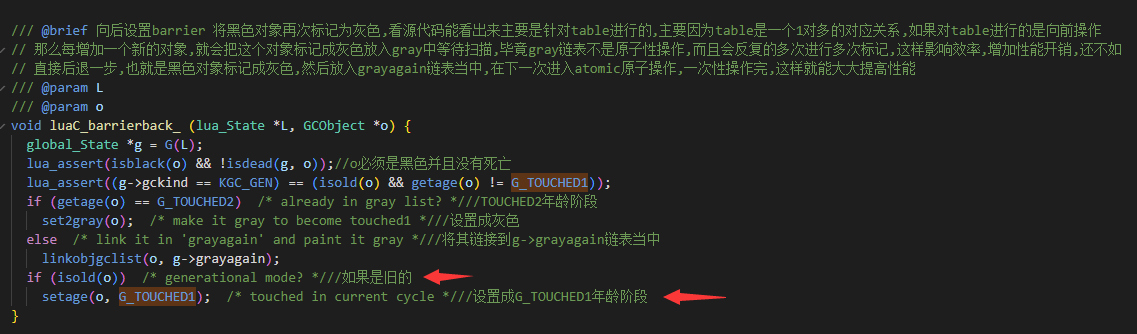 /// @brief 向后设置barrier 将黑色对象再次标记为灰色,看源代码能看出来主要是针对table进行的,主要因为table是一个1对多的对应关系,如果对table进行的是向前操作
// 那么每增加一个新的对象,就会把这个对象标记成灰色放入gray中等待扫描,毕竟gray链表不是原子性操作,而且会反复的多次进行多次标记,这样影响效率,增加性能开销,还不如
// 直接后退一步,也就是黑色对象标记成灰色,然后放入grayagain链表当中,在下一次进入atomic原子操作,一次性操作完,这样就能大大提高性能
/// @param L
/// @param o
void luaC_barrierback_ (lua_State *L, GCObject *o) {
  global_State *g = G(L);
  lua_assert(isblack(o) && !isdead(g, o));//o必须是黑色并且没有死亡
  lua_assert((g->gckind == KGC_GEN) == (isold(o) && getage(o) != G_TOUCHED1));
  if (getage(o) == G_TOUCHED2)  /* already in gray list? *///TOUCHED2年龄阶段
    set2gray(o);  /* make it gray to become touched1 *///设置成灰色
  else  /* link it in 'grayagain' and paint it gray *///将其链接到g->grayagain链表当中
    linkobjgclist(o, g->grayagain);
  if (isold(o))  /* generational mode? *///如果是旧的
    setage(o, G_TOUCHED1);  /* touched in current cycle *///设置成G_TOUCHED1年龄阶段
}